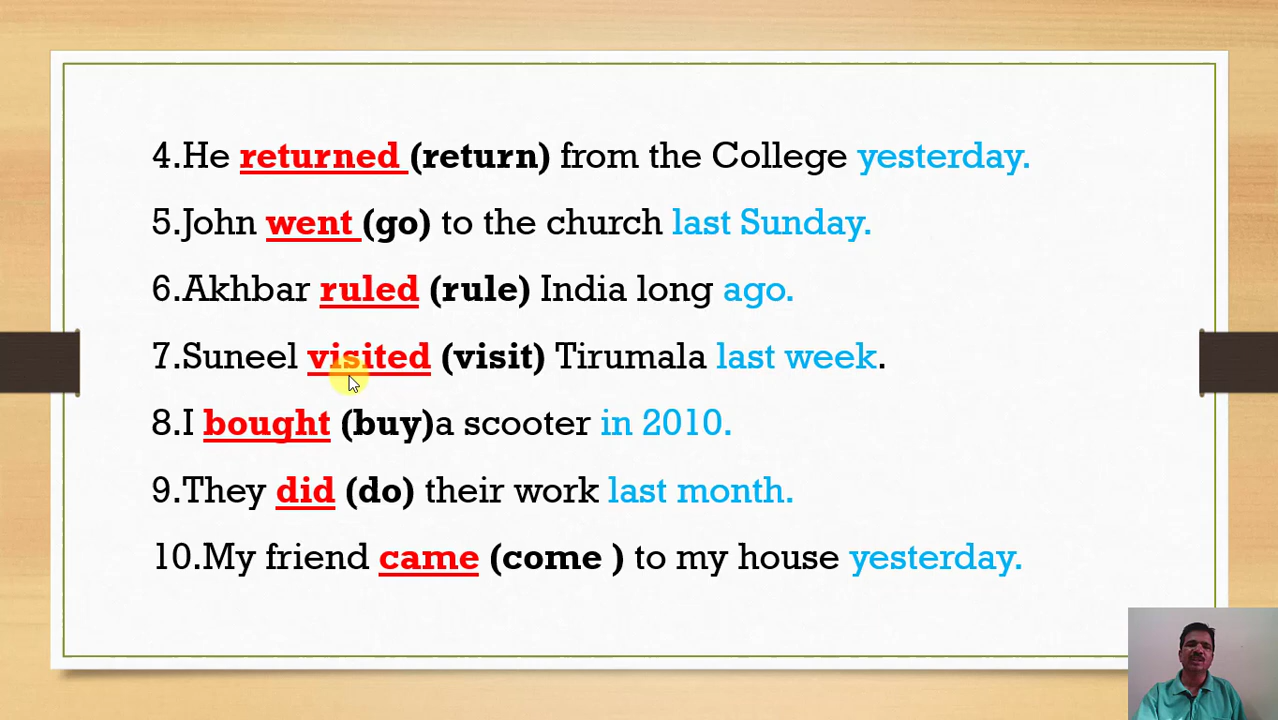 4.He returned (return) from the College yesterday.
5.John went (go) to the church last Sunday.
6.Akhbar ruled (rule) India long ago.
7.Suneel visited (visit) Tirumala last week.
8.I bought (buy)a scooter in 2010.
9.They did (do) their work last month.
10.My friend came (come ) to my house yesterday.